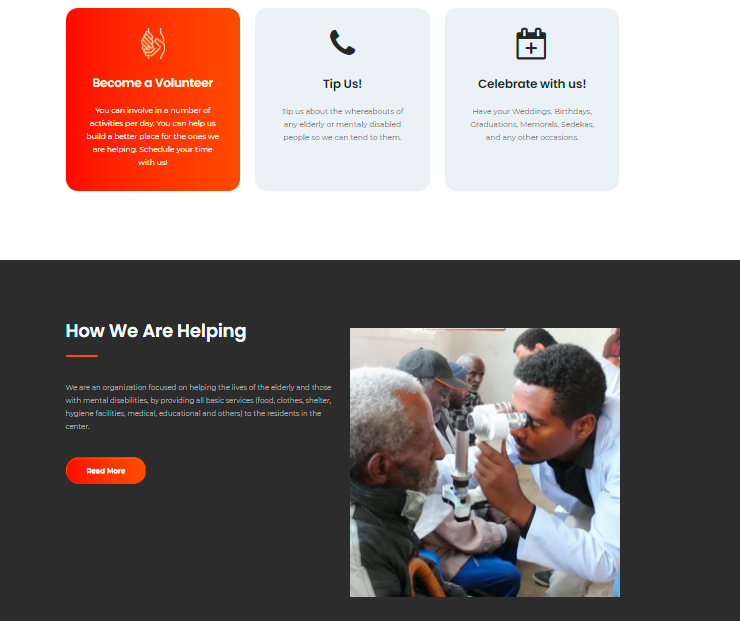 Become a Volunteer
You can involve in a number of
activities per day. You can help us
build a better place for the ones we
are helping. Schedule your time
with us!
Tip Us!
Tip us about the whereabouts of
any elderly or mentaly disabled
people so we can tend to them.
Celebrate with us!
Have your Weddings, Birthdays,
Graduations, Memorals, Sedekas,
and any other occasions.
How We Are Helping
We are an organization focused on helping the lives of the elderly and those
with mental disabilities, by providing all basic services (food, clothes, shelter,
hygiene facilities, medical, educational and others) to the residents in the
center.
Read More